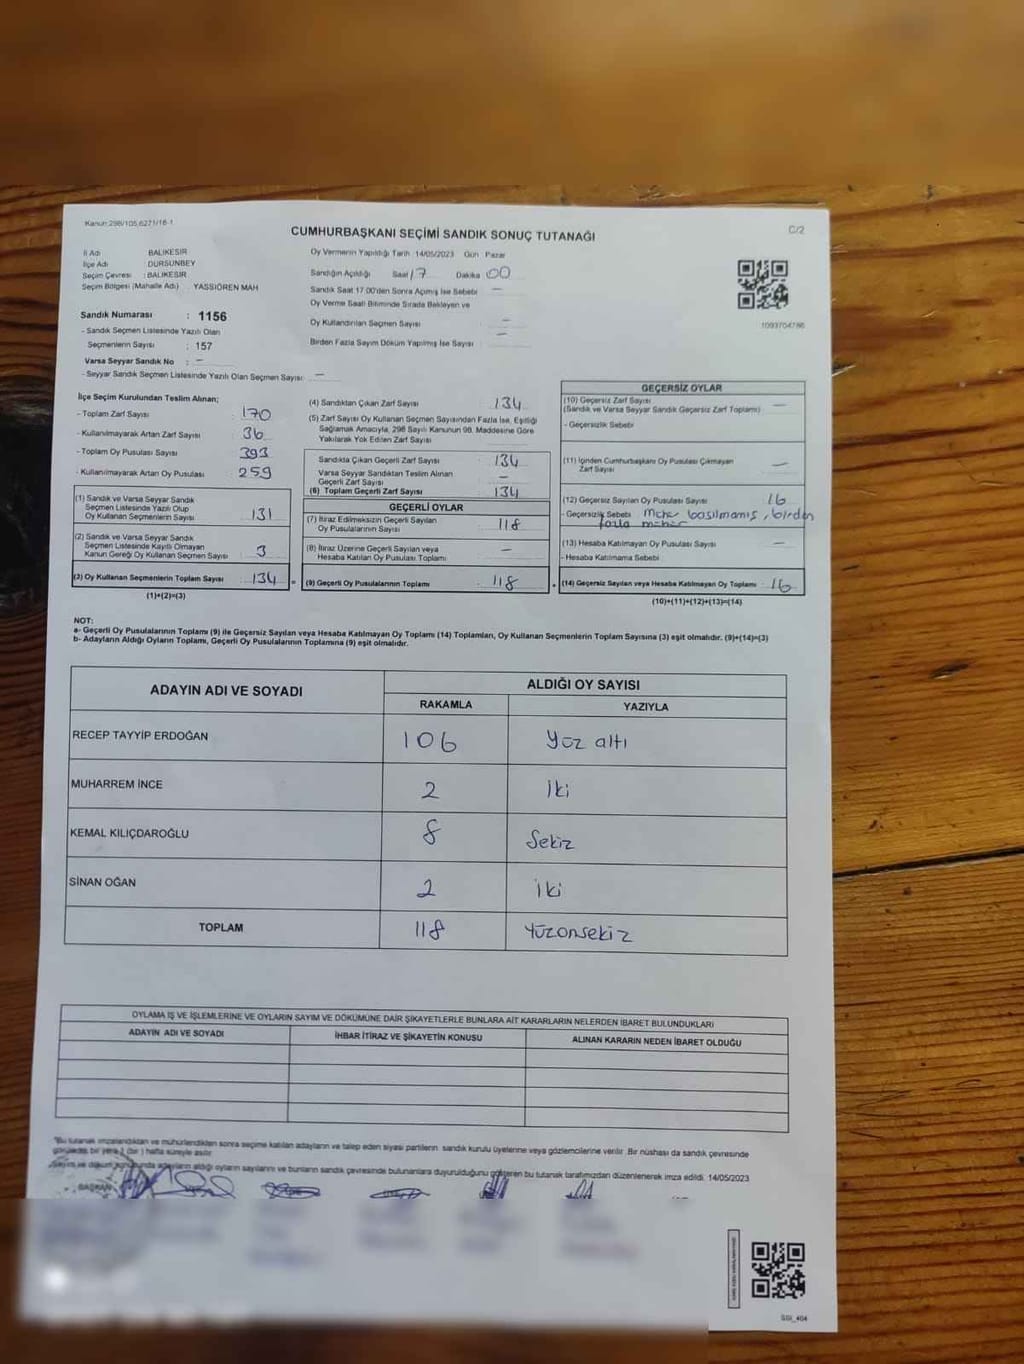 Kanun:298/105,6271/16-1
CUMHURBAŞKANI SEÇİMİ SANDIK SONUÇ TUTANAĞI
C/2
İl Adı BALIKESİR
İlçe Adı : DURSUNBEY
Seçim Çevresi : BALIKESİR
Seçim Bölgesi (Mahalle Adı) : YASSIÖREN MAH
Sandık Numarası : 1156
- Sandık Seçmen Listesinde Yazılı Olan
Seçmenlerin Sayısı : 157
Varsa Seyyar Sandık No : -
- Seyyar Sandık Seçmen Listesinde Yazılı Olan Seçmen Sayısı: -
Oy Vermenin Yapıldığı Tarih 14/05/2023 Gün Pazar
Sandığın Açıldığı Saat 17 Dakika 00
Sandık Saat 17.00'den Sonra Açılmış İse Sebebi -
Oy Verme Saati Bitiminde Sırada Bekleyen ve
Oy Kullandırılan Seçmen Sayısı -
Birden Fazla Sayım Döküm Yapılmış İse Sayısı -
1093704786
İlçe Seçim Kurulundan Teslim Alınan;
- Toplam Zarf Sayısı : 170
- Kullanılmayarak Artan Zarf Sayısı : 36
- Toplam Oy Pusulası Sayısı : 393
- Kullanılmayarak Artan Oy Pusulası : 259
(1) Sandık ve Varsa Seyyar Sandık
Seçmen Listesinde Yazılı Olup
Oy Kullanan Seçmenlerin Sayısı : 131
(2) Sandık ve Varsa Seyyar Sandık
Seçmen Listesinde Kayıtlı Olmayan
Kanun Gereği Oy Kullanan Seçmen Sayısı : 3
(3) Oy Kullanan Seçmenlerin Toplam Sayısı : 134
(1)+(2)=(3)
(4) Sandıktan Çıkan Zarf Sayısı : 134
(5) Zarf Sayısı Oy Kullanan Seçmen Sayısından Fazla İse, Eşitliği
Sağlamak Amacıyla, 298 Sayılı Kanunun 98. Maddesine Göre
Yakılarak Yok Edilen Zarf Sayısı
Sandıkta Çıkan Geçerli Zarf Sayısı : 134
Varsa Seyyar Sandıktan Teslim Alınan
Geçerli Zarf Sayısı : -
(6) Toplam Geçerli Zarf Sayısı : 134
GEÇERLİ OYLAR
(7) İtiraz Edilmeksizin Geçerli Sayılan
Oy Pusulalarının Sayısı : 118
(8) İtiraz Üzerine Geçerli Sayılan veya
Hesaba Katılan Oy Pusulası Toplamı : -
(9) Geçerli Oy Pusulalarının Toplamı : 118
GEÇERSİZ OYLAR
(10) Geçersiz Zarf Sayısı
(Sandık ve Varsa Seyyar Sandık Geçersiz Zarf Toplamı) : -
- Geçersizlik Sebebi
(11) İçinden Cumhurbaşkanı Oy Pusulası Çıkmayan
Zarf Sayısı : -
(12) Geçersiz Sayılan Oy Pusulası Sayısı : 16
- Geçersizlik Sebebi Mühür basılmamış, birden
fazla mühür
(13) Hesaba Katılmayan Oy Pusulası Sayısı : -
- Hesaba Katılmama Sebebi
(14) Geçersiz Sayılan veya Hesaba Katılmayan Oy Toplamı : 16
(10)+(11)+(12)+(13)=(14)
NOT:
a- Geçerli Oy Pusulalarının Toplamı (9) ile Geçersiz Sayılan veya Hesaba Katılmayan Oy Toplamı (14) Toplamları, Oy Kullanan Seçmenlerin Toplam Sayısına (3) eşit olmalıdır. (9)+(14)=(3)
b- Adayların Aldığı Oyların Toplamı, Geçerli Oy Pusulalarının Toplamına (9) eşit olmalıdır.
ADAYIN ADI VE SOYADI
ALDIĞI OY SAYISI
RAKAMLA YAZIYLA
RECEP TAYYİP ERDOĞAN 106 Yüz altı
MUHARREM İNCE 2 İki
KEMAL KILIÇDAROĞLU 8 Sekiz
SİNAN OĞAN 2 İki
TOPLAM 118 Yüzonsekiz
OYLAMA İŞ VE İŞLEMLERİNE VE OYLARIN SAYIM VE DÖKÜMÜNE DAİR ŞİKAYETLERLE BUNLARA AİT KARARLARIN NELERDEN İBARET BULUNDUKLARI
ADAYIN ADI VE SOYADI İHBAR İTİRAZ VE ŞİKAYETİN KONUSU ALINAN KARARIN NEDEN İBARET OLDUĞU
*Bu tutanak imzalandıktan ve mühürlendikten sonra seçime katılan adayların ve talep eden siyasi partilerin sandık kurulu üyelerine veya gözlemcilerine verilir. Bir nüshası da sandık çevresinde
görülebilir bir yere 1 (bir) hafta süreyle asılır.
Sayım ve döküm sonucunda adayların aldığı oyların sayılarını ve bunların sandık çevresinde bulunanlara duyurulduğunu gösteren bu tutanak tarafımızdan düzenlenerek imza edildi. 14/05/2023
BAŞKAN
SSI_404